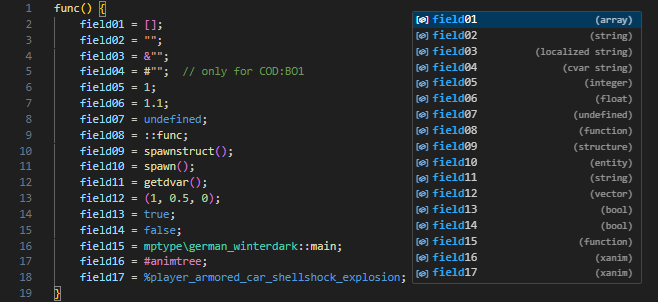 1 func() {
2 field01 = [];
3 field02 = "";
4 field03 = &"";
5 field04 = #""; // only for COD:BO1
6 field05 = 1;
7 field06 = 1.1;
8 field07 = undefined;
9 field08 = ::func;
10 field09 = spawnstruct();
11 field10 = spawn();
12 field11 = getdvar();
13 field12 = (1, 0.5, 0);
14 field13 = true;
15 field14 = false;
16 field15 = mptype\german_winterdark::main;
17 field16 = #animtree;
18 field17 = %player_armored_car_shellshock_explosion;
19 }
field01 (array)
field02 (string)
field03 (localized string)
field04 (cvar string)
field05 (integer)
field06 (float)
field07 (undefined)
field08 (function)
field09 (structure)
field10 (entity)
field11 (string)
field12 (vector)
field13 (bool)
field14 (bool)
field15 (function)
field16 (xanim)
field17 (xanim)